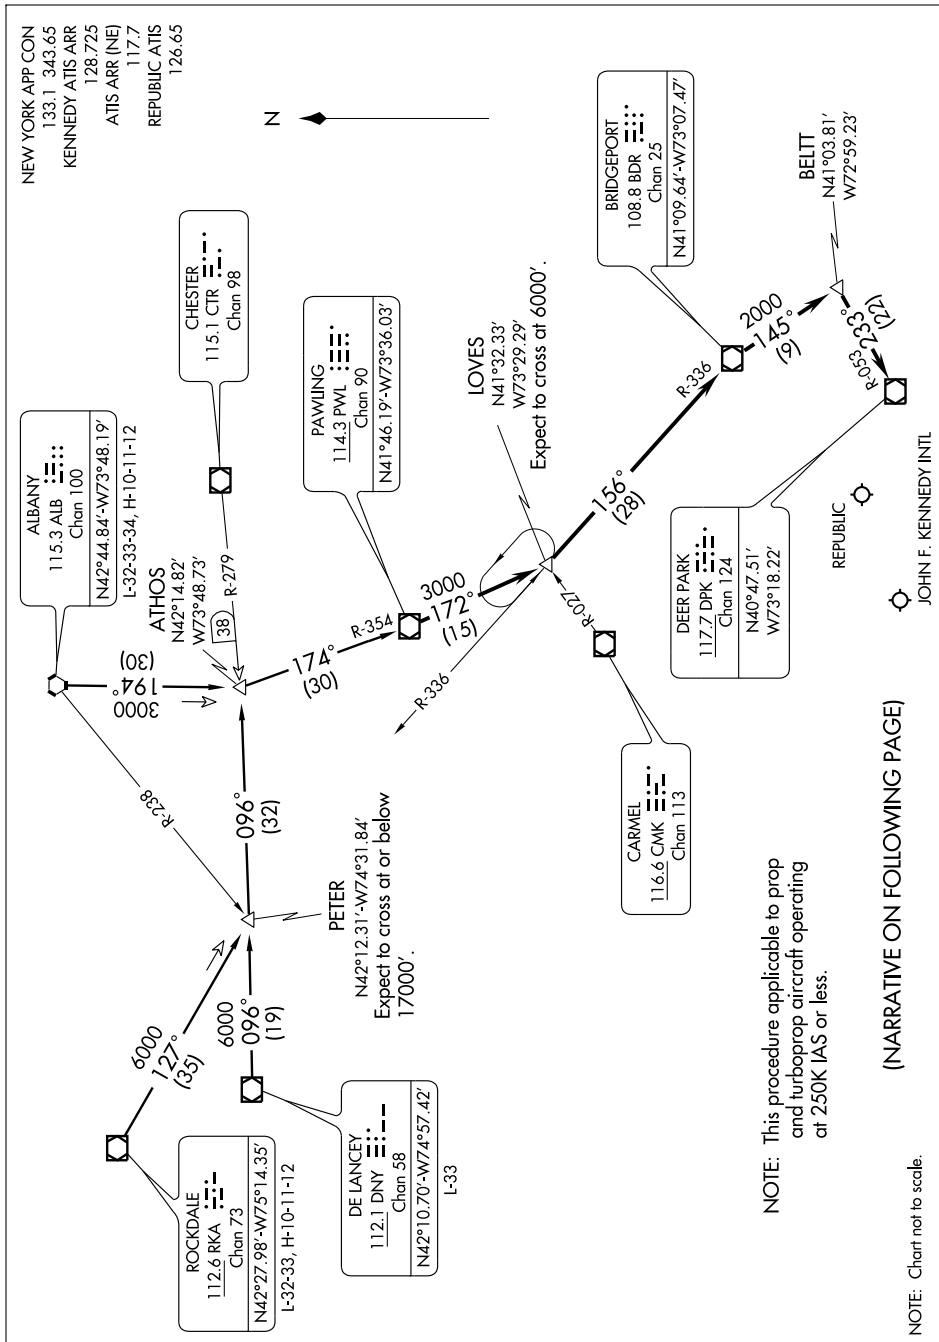 NEW YORK APP CON
133.1 343.65
KENNEDY ATIS ARR
128.725
ATIS ARR (NE)
117.7
REPUBLIC ATIS
126.65
N
ALBANY
115.3 ALB
Chan 100
N42°44.84'-W73°48.19'
L-32-33-34, H-10-11-12
CHESTER
115.1 CTR
Chan 98
R-279
38
ATHOS
N42°14.82'
W73°48.73'
3000
194°
(30)
R-238
ROCKDALE
112.6 RKA
Chan 73
N42°27.98'-W75°14.35'
L-32-33, H-10-11-12
6000
127°
(35)
DE LANCEY
112.1 DNY
Chan 58
N42°10.70'-W74°57.42'
L-33
6000
096°
(19)
PETER
N42°12.31'-W74°31.84'
Expect to cross at or below
17000'.
096°
(32)
174°
(30)
R-354
PAWLING
114.3 PWL
Chan 90
N41°46.19'-W73°36.03'
3000
172°
(15)
R-336
LOVES
N41°32.33'
W73°29.29'
Expect to cross at 6000'.
R-027
CARMEL
116.6 CMK
Chan 113
156°
(28)
R-336
BRIDGEPORT
108.8 BDR
Chan 25
N41°09.64'-W73°07.47'
2000
145°
(9)
BELTT
N41°03.81'
W72°59.23'
R-053
233°
(22)
DEER PARK
117.7 DPK
Chan 124
N40°47.51'
W73°18.22'
REPUBLIC
JOHN F. KENNEDY INTL
NOTE: This procedure applicable to prop
and turboprop aircraft operating
at 250K IAS or less.
(NARRATIVE ON FOLLOWING PAGE)
NOTE: Chart not to scale.